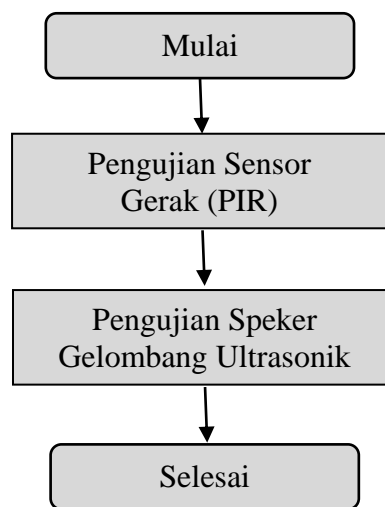 Mulai
Pengujian Sensor
Gerak (PIR)
Pengujian Speker
Gelombang Ultrasonik
Selesai